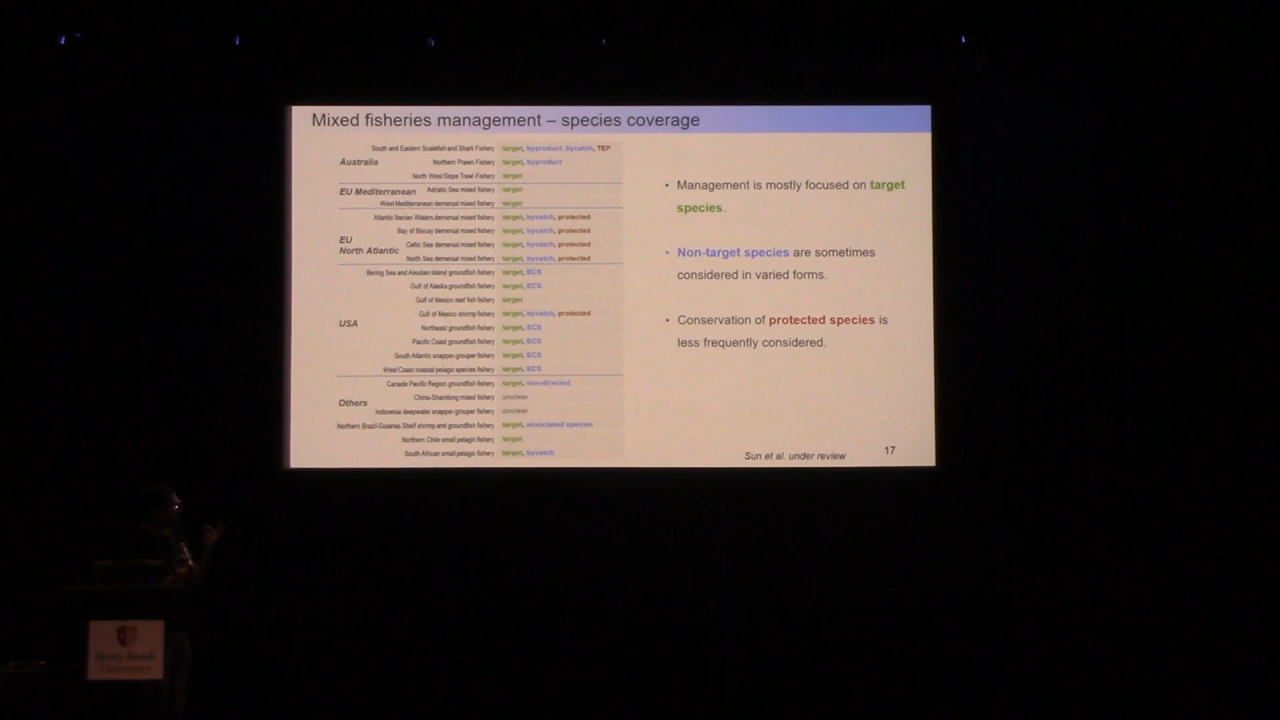 Mixed fisheries management – species coverage
South and Eastern Scalefish and Shark Fishery target, byproduct, bycatch, TEP
Australia Northern Prawn Fishery target, byproduct
North West Slope Trawl Fishery target
EU Mediterranean Adriatic Sea mixed fishery target
West Mediterranean demersal mixed fishery target
Atlantic Iberian Waters demersal mixed fishery target, bycatch, protected
Bay of Biscay demersal mixed fishery target, bycatch, protected
EU
North Atlantic
Celtic Sea demersal mixed fishery target, bycatch, protected
North Sea demersal mixed fishery target, bycatch, protected
Bering Sea and Aleutian Island groundfish fishery target, ECS
Gulf of Alaska groundfish fishery target, ECS
Gulf of Mexico reef fish fishery target
Gulf of Mexico shrimp fishery target, bycatch, protected
USA
Northeast groundfish fishery target, ECS
Pacific Coast groundfish fishery target, ECS
South Atlantic snapper-grouper fishery target, ECS
West Coast coastal pelagic species fishery target, ECS
Canada Pacific Region groundfish fishery target, non-directed
China-Shandong mixed fishery unclear
Others
Indonesia deepwater snapper-grouper fishery unclear
Northern Brazil-Guianas Shelf shrimp and groundfish fishery target, associated species
Northern Chile small pelagic fishery target
South African small pelagic fishery target, bycatch
• Management is mostly focused on target
species.
• Non-target species are sometimes
considered in varied forms.
• Conservation of protected species is
less frequently considered.
Sun et al. under review
17
Stony Brook
University